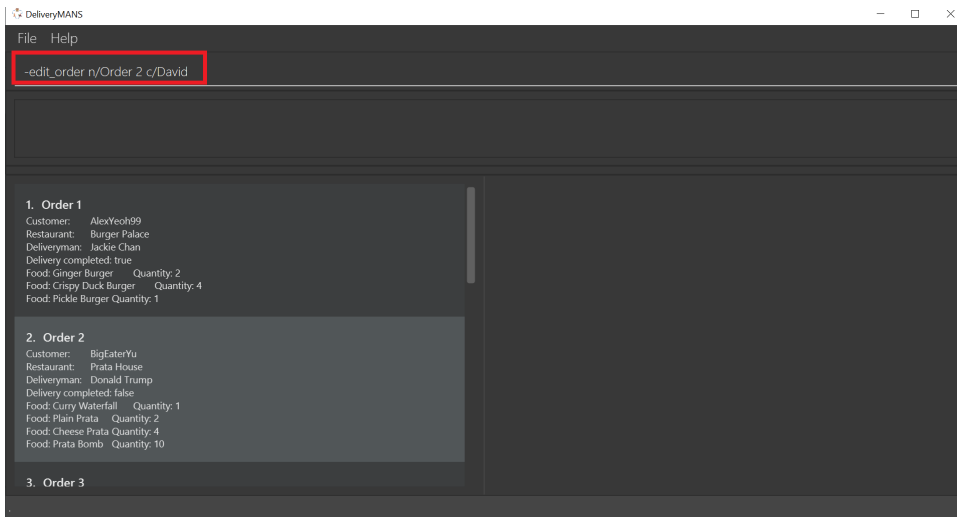 DeliveryMANS
File Help
-edit_order n/Order 2 c/David
1. Order 1
Customer: AlexYeoh99
Restaurant: Burger Palace
Deliveryman: Jackie Chan
Delivery completed: true
Food: Ginger Burger Quantity: 2
Food: Crispy Duck Burger Quantity: 4
Food: Pickle Burger Quantity: 1
2. Order 2
Customer: BigEaterYu
Restaurant: Prata House
Deliveryman: Donald Trump
Delivery completed: false
Food: Curry Waterfall Quantity: 1
Food: Plain Prata Quantity: 2
Food: Cheese Prata Quantity: 4
Food: Prata Bomb Quantity: 10
3. Order 3